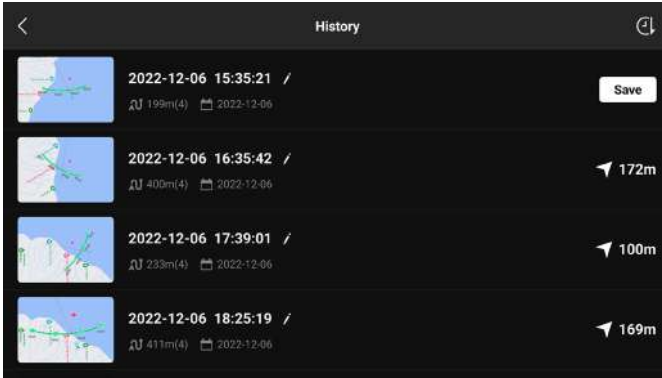 History
2022-12-06 15:35:21
199m(4) 2022-12-06
Save
2022-12-06 16:35:42
400m(4) 2022-12-06
172m
2022-12-06 17:39:01
233m(4) 2022-12-06
100m
2022-12-06 18:25:19
411m(4) 2022-12-06
169m